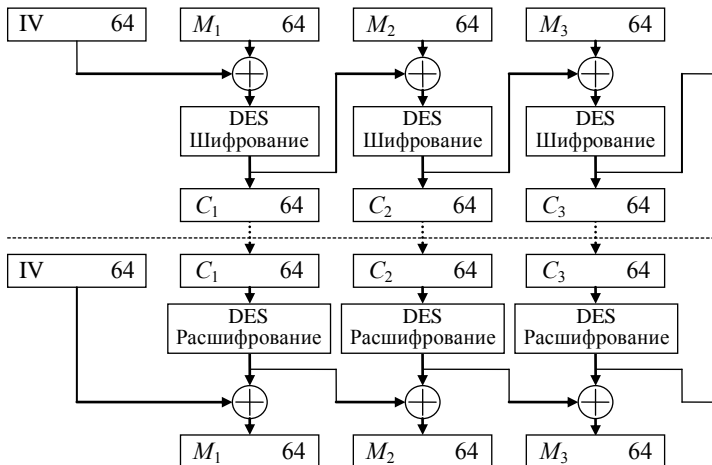 IV 64 M₁ 64 M₂ 64 M₃ 64
DES DES DES
Шифрование Шифрование Шифрование
C₁ 64 C₂ 64 C₃ 64
IV 64 C₁ 64 C₂ 64 C₃ 64
DES DES DES
Расшифрование Расшифрование Расшифрование
M₁ 64 M₂ 64 M₃ 64